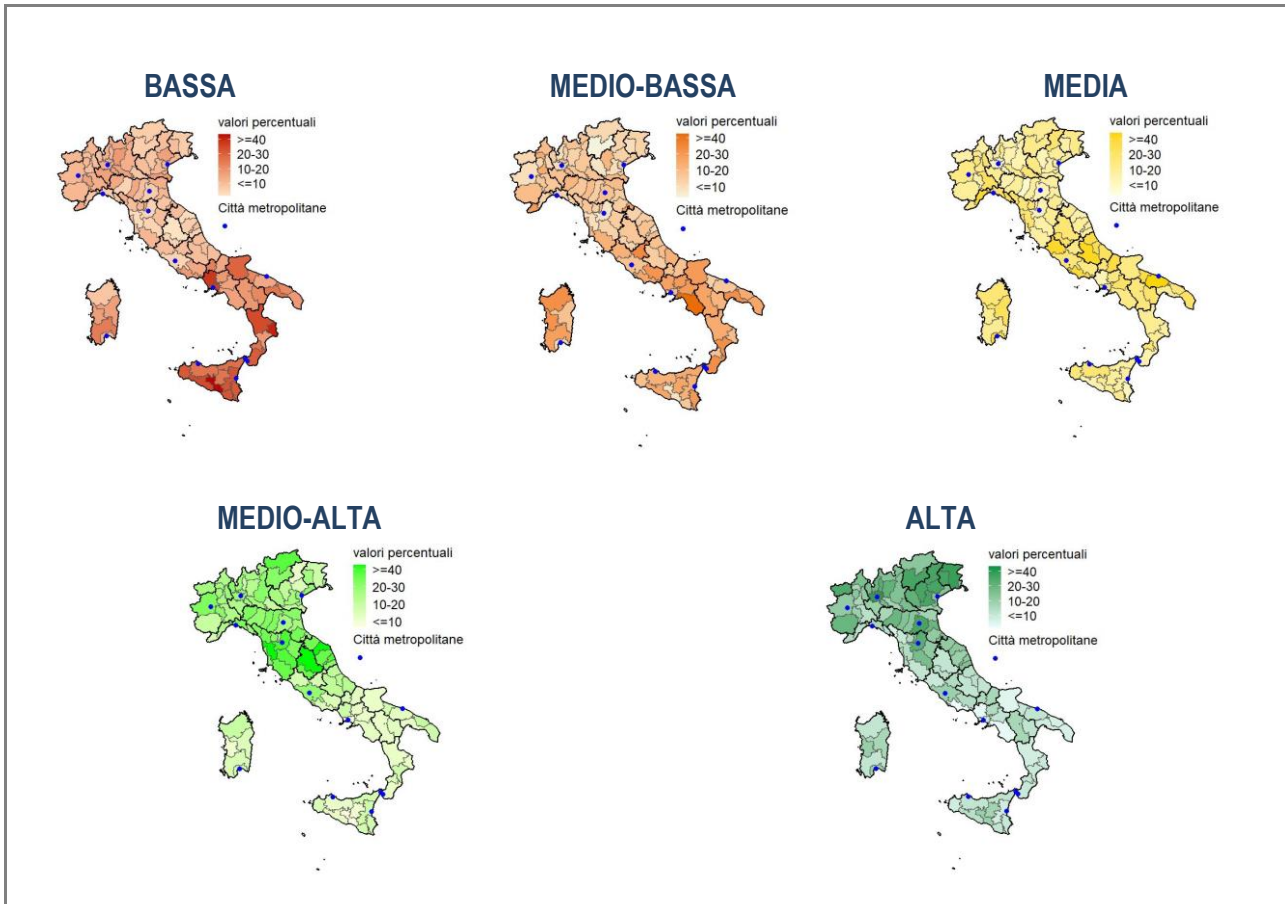 BASSA
valori percentuali
>=40
20-30
10-20
<=10
Città metropolitane
MEDIO-BASSA
valori percentuali
>=40
20-30
10-20
<=10
Città metropolitane
MEDIA
valori percentuali
>=40
20-30
10-20
<=10
Città metropolitane
MEDIO-ALTA
valori percentuali
>=40
20-30
10-20
<=10
Città metropolitane
ALTA
valori percentuali
>=40
20-30
10-20
<=10
Città metropolitane